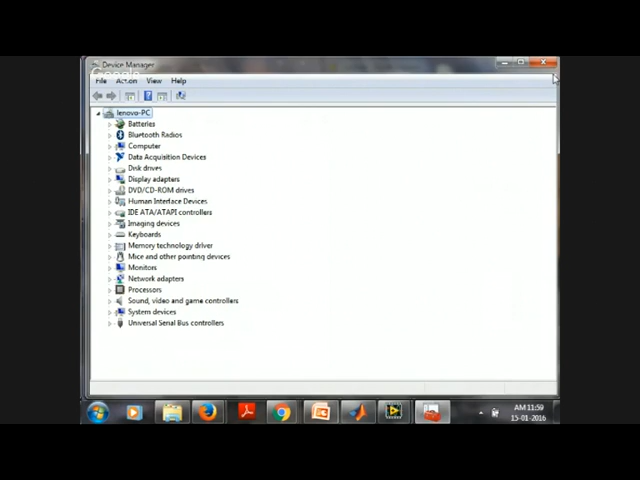 Device Manager
Google
File Action View Help
lenovo-PC
Batteries
Bluetooth Radios
Computer
Data Acquisition Devices
Disk drives
Display adapters
DVD/CD-ROM drives
Human Interface Devices
IDE ATA/ATAPI controllers
Imaging devices
Keyboards
Memory technology driver
Mice and other pointing devices
Monitors
Network adapters
Processors
Sound, video and game controllers
System devices
Universal Serial Bus controllers
AM 11:59
15-01-2016